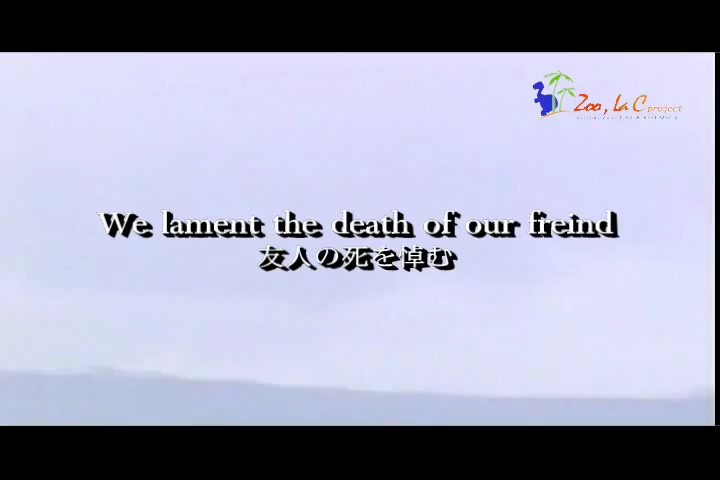 Zoo, La C project
We lament the death of our freind
友人の死を悼む